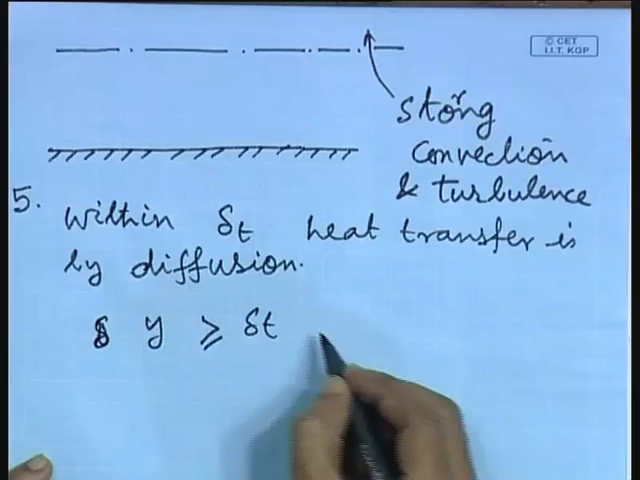 © CET
I.I.T. KGP
strong
convection
& turbulence
5. Within δt heat transfer is
by diffusion.
y ≥ δt